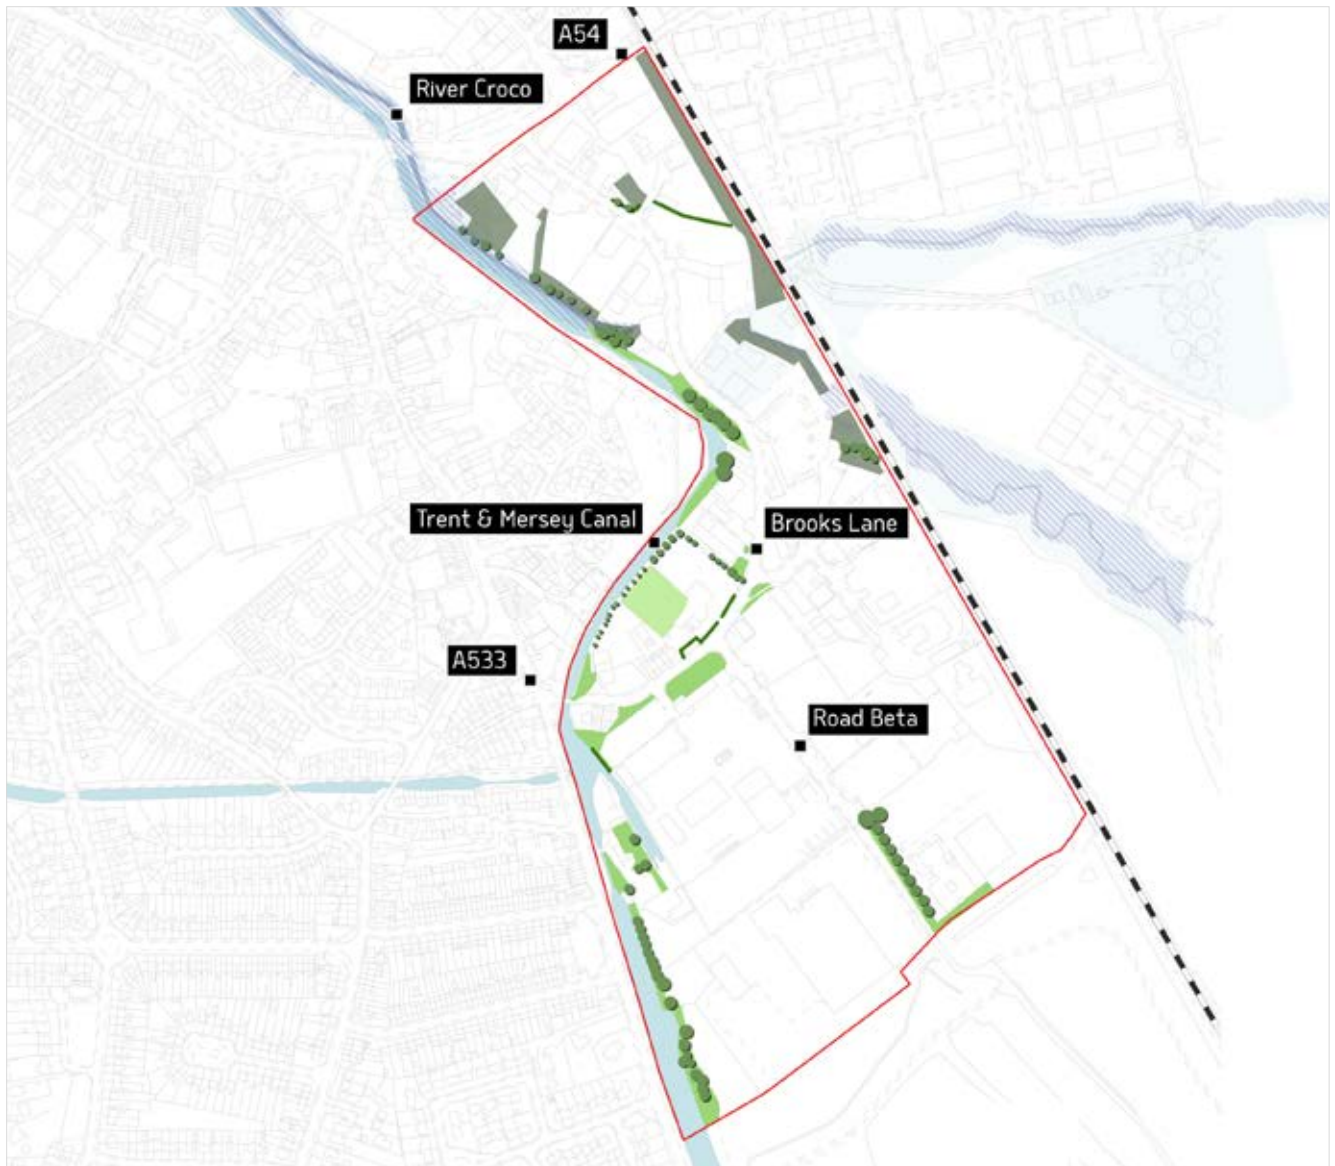 A54
River Croco
Trent & Mersey Canal
Brooks Lane
A533
Road Beta